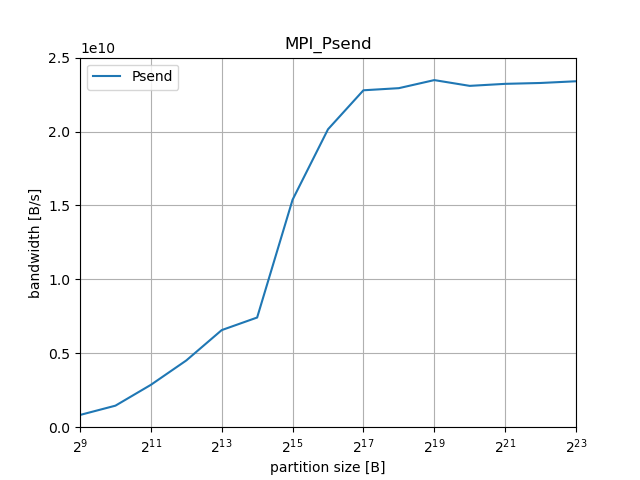 MPI_Psend
1e10
Psend
2.5
2.0
1.5
1.0
0.5
0.0
bandwidth [B/s]
2^9 2^11 2^13 2^15 2^17 2^19 2^21 2^23
partition size [B]